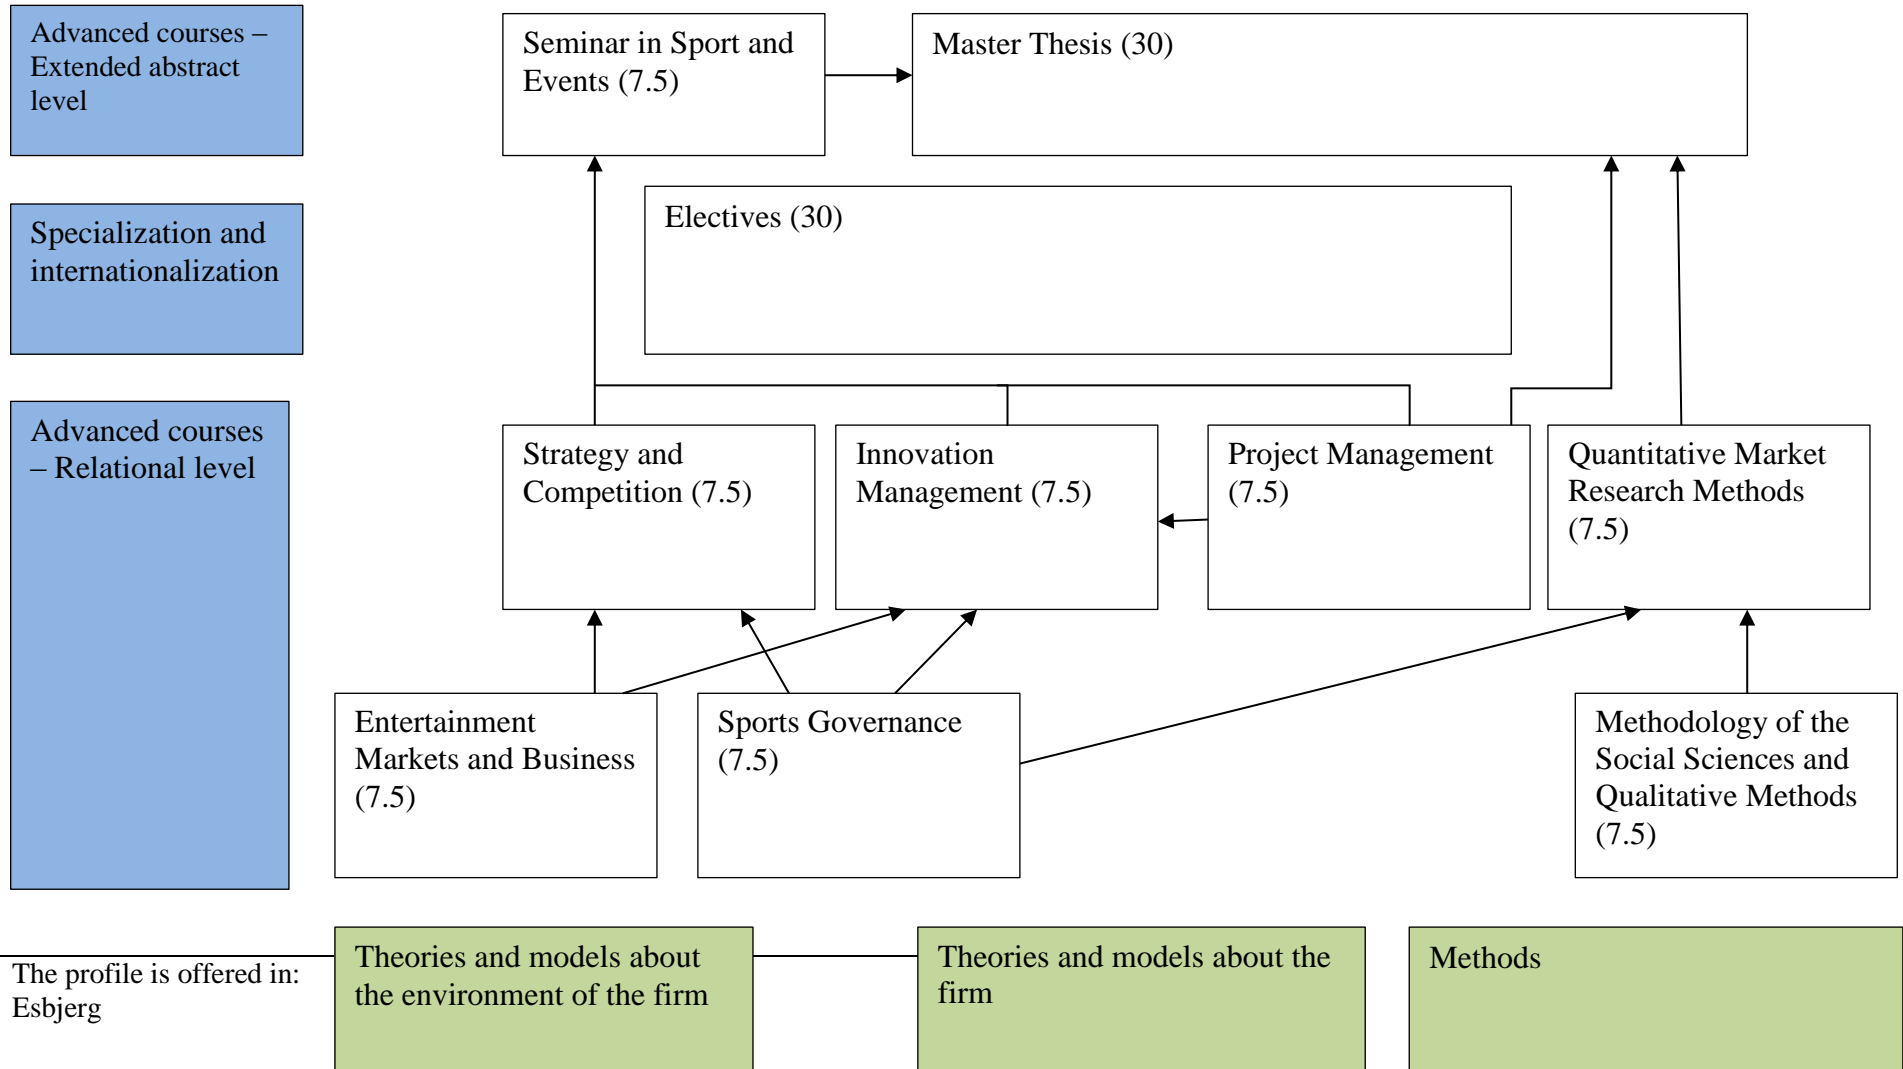 Advanced courses –
Extended abstract
level
Seminar in Sport and
Events (7.5)
Master Thesis (30)
Specialization and
internationalization
Electives (30)
Advanced courses
– Relational level
Strategy and
Competition (7.5)
Innovation
Management (7.5)
Project Management
(7.5)
Quantitative Market
Research Methods
(7.5)
Entertainment
Markets and Business
(7.5)
Sports Governance
(7.5)
Methodology of the
Social Sciences and
Qualitative Methods
(7.5)
The profile is offered in:
Esbjerg
Theories and models about
the environment of the firm
Theories and models about the
firm
Methods